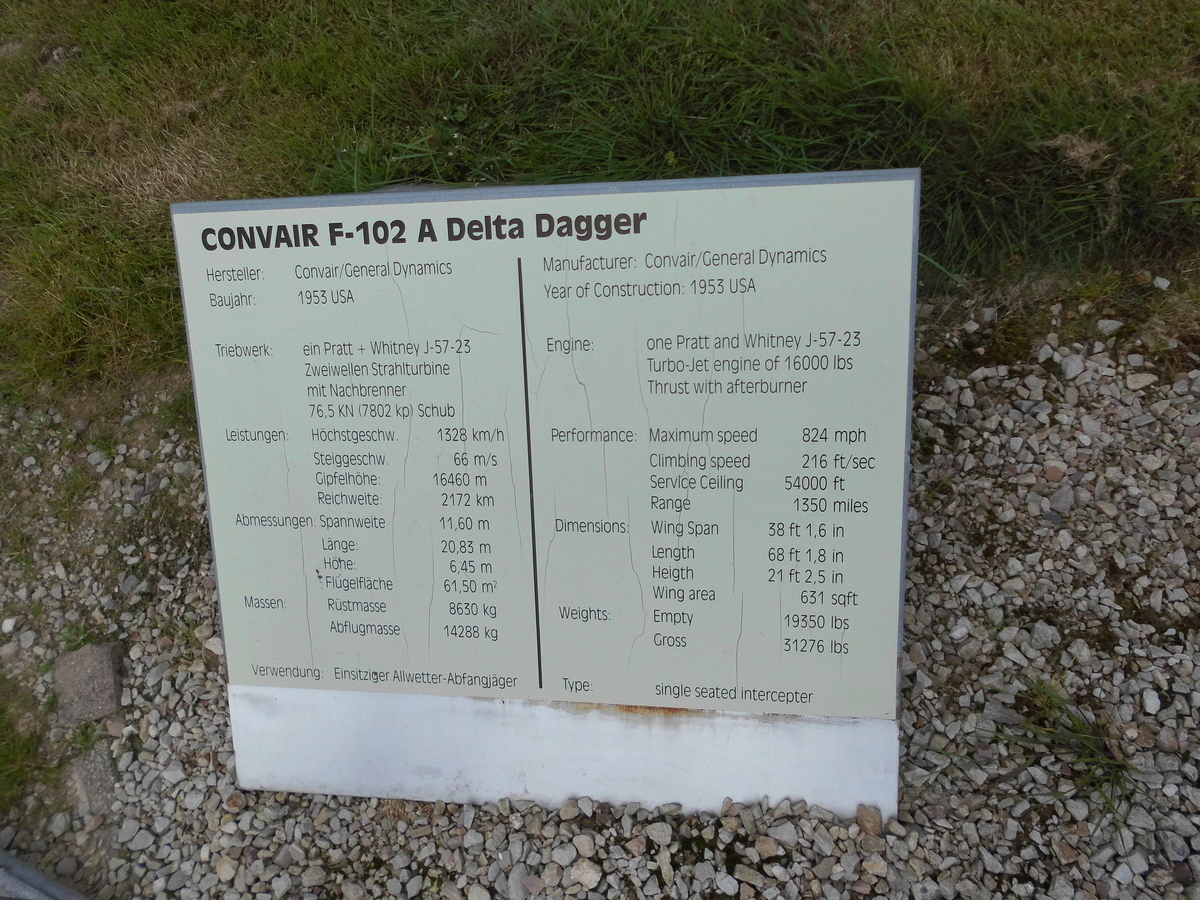 CONVAIR F-102 A Delta Dagger
Hersteller: Convair/General Dynamics
Baujahr: 1953 USA
Triebwerk: ein Pratt + Whitney J-57-23
Zweiwellen Strahlturbine
mit Nachbrenner
76,5 KN (7802 kp) Schub
Leistungen: Höchstgeschw. 1328 km/h
Steiggeschw. 66 m/s
Gipfelhöhe: 16460 m
Reichweite: 2172 km
Abmessungen: Spannweite 11,60 m
Länge: 20,83 m
Höhe: 6,45 m
Flügelfläche 61,50 m²
Massen: Rüstmasse 8630 kg
Abflugmasse 14288 kg
Verwendung: Einsitziger Allwetter-Abfangjäger
Manufacturer: Convair/General Dynamics
Year of Construction: 1953 USA
Engine: one Pratt and Whitney J-57-23
Turbo-Jet engine of 16000 lbs
Thrust with afterburner
Performance: Maximum speed 824 mph
Climbing speed 216 ft/sec
Service Ceiling 54000 ft
Range 1350 miles
Dimensions: Wing Span 38 ft 1,6 in
Length 68 ft 1,8 in
Heigth 21 ft 2,5 in
Wing area 631 sqft
Weights: Empty 19350 lbs
Gross 31276 lbs
Type: single seated intercepter